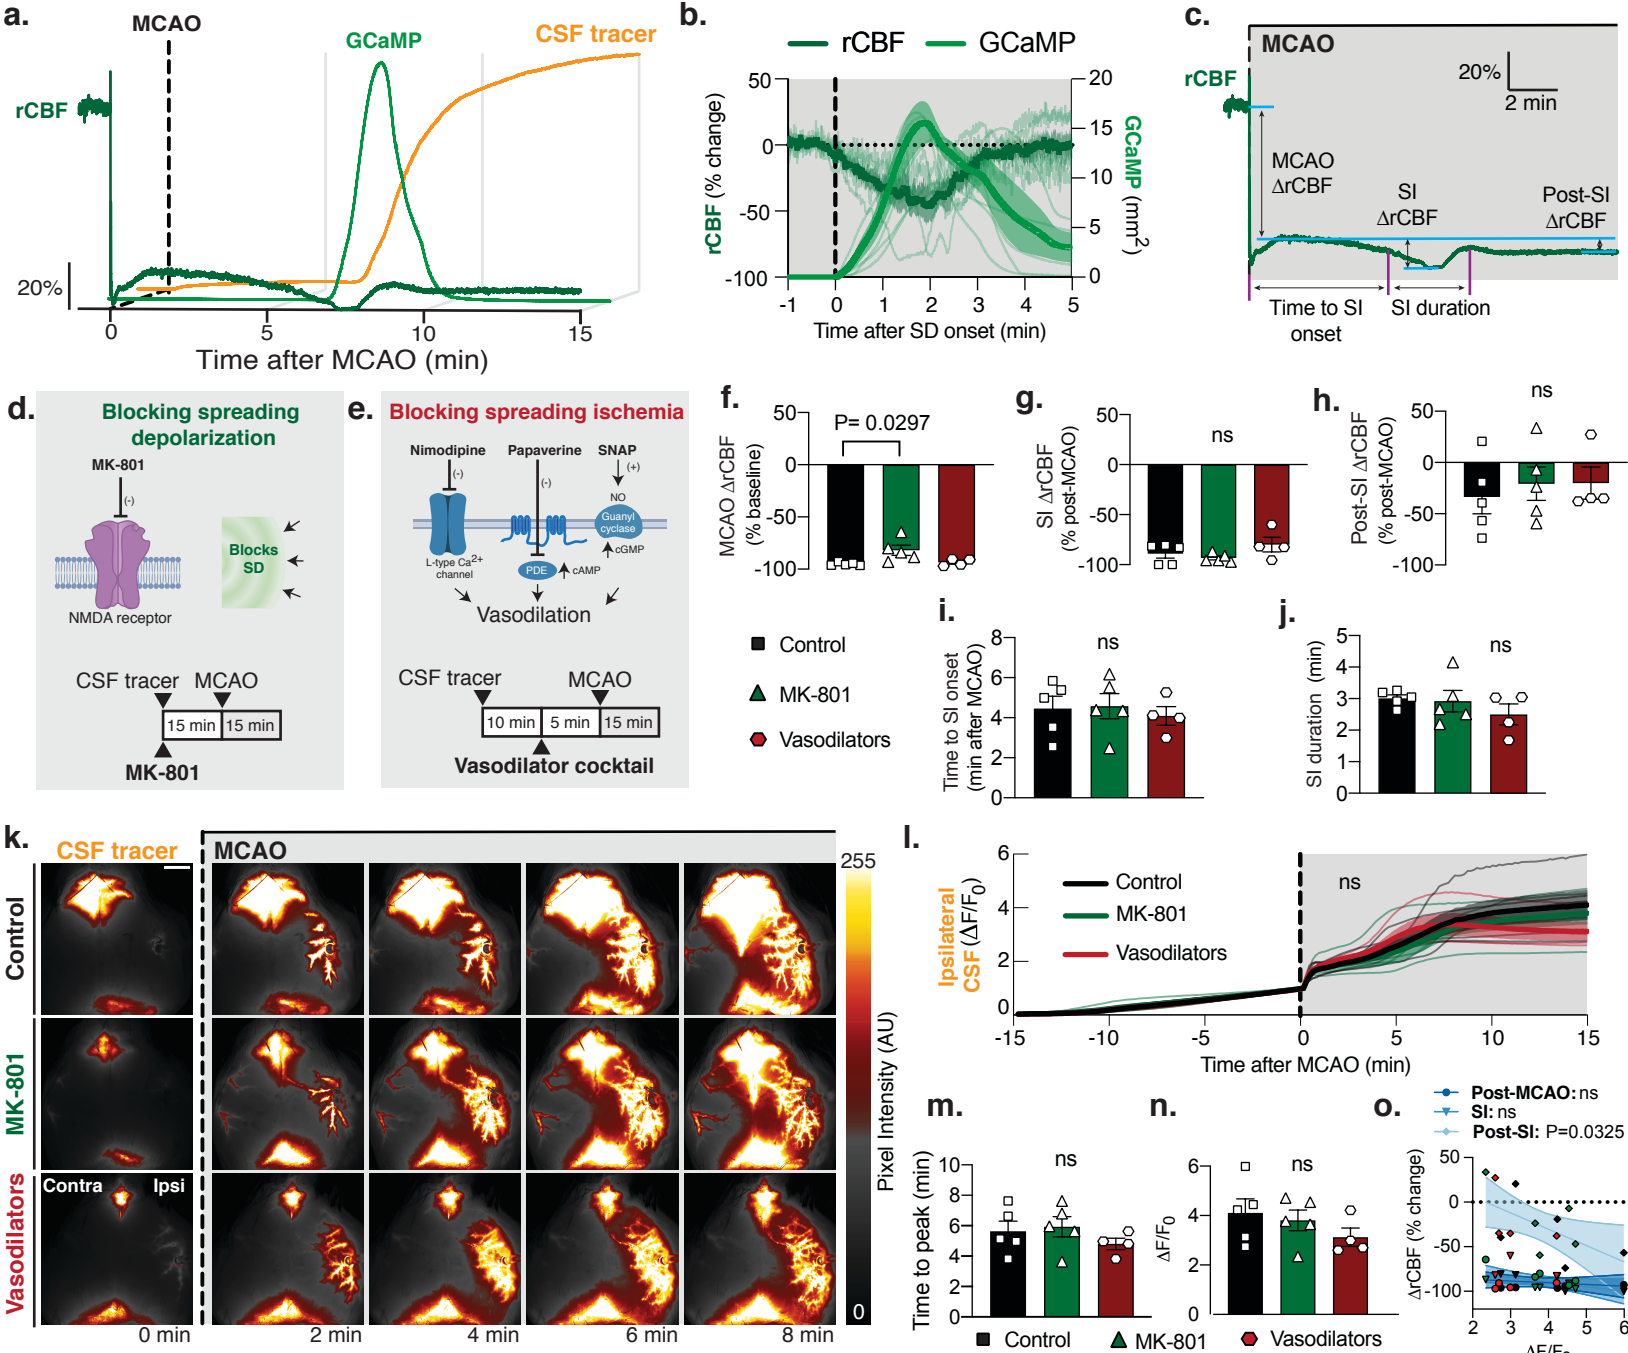 a.
MCAO
GCaMP
CSF tracer
rCBF
20%
0
5
10
15
Time after MCAO (min)
b.
rCBF
GCaMP
rCBF (% change)
50
0
-50
-100
20
15
10
5
0
GCaMP (mm2)
-1
0
1
2
3
4
5
Time after SD onset (min)
c.
MCAO
rCBF
20%
2 min
MCAO
ΔrCBF
SI
ΔrCBF
Post-SI
ΔrCBF
Time to SI
onset
SI duration
d.
Blocking spreading
depolarization
MK-801
(-)
Blocks
SD
NMDA receptor
CSF tracer
MCAO
15 min
15 min
MK-801
e.
Blocking spreading ischemia
Nimodipine
Papaverine
SNAP
(-)
(-)
(+)
NO
Guanyl
cyclase
cGMP
L-type Ca2+
channel
PDE
cAMP
Vasodilation
CSF tracer
MCAO
10 min
5 min
15 min
Vasodilator cocktail
f.
MCAO ΔrCBF
(% baseline)
50
0
-50
-100
P= 0.0297
g.
SI ΔrCBF
(% post-MCAO)
50
0
-50
-100
ns
h.
Post-SI ΔrCBF
(% post-MCAO)
50
0
-50
-100
ns
Control
MK-801
Vasodilators
i.
Time to SI onset
(min after MCAO)
8
6
4
2
0
ns
j.
SI duration (min)
5
4
3
2
1
0
ns
k.
CSF tracer
MCAO
Control
MK-801
Vasodilators
Contra
Ipsi
0 min
2 min
4 min
6 min
8 min
255
Pixel Intensity (AU)
0
l.
Ipsilateral
CSF (ΔF/F0)
6
4
2
0
Control
MK-801
Vasodilators
ns
-15
-10
-5
0
5
10
15
Time after MCAO (min)
m.
Time to peak (min)
10
8
6
4
2
0
ns
n.
ΔF/F0
6
4
2
0
ns
Control
MK-801
Vasodilators
o.
Post-MCAO: ns
SI: ns
Post-SI: P=0.0325
ΔrCBF (% change)
50
0
-50
-100
2
3
4
5
6
ΔF/F0